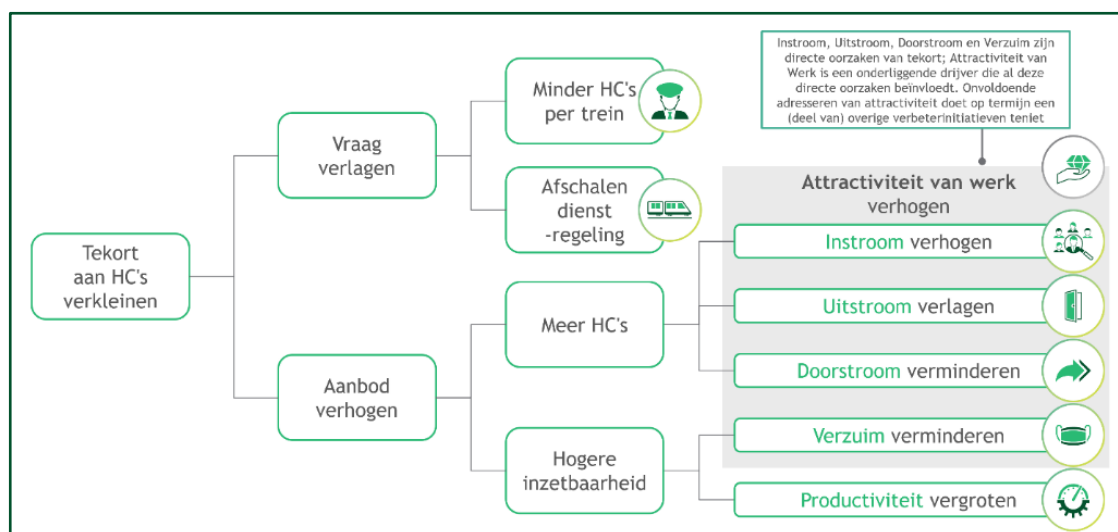 Instroom, Uitstroom, Doorstroom en Verzuim zijn
directe oorzaken van tekort; Attractiviteit van
Werk is een onderliggende drijver die al deze
directe oorzaken beïnvloedt. Onvoldoende
adresseren van attractiviteit doet op termijn een
(deel van) overige verbeterinitiatieven teniet
Minder HC's
per trein
Vraag
verlagen
Afschalen
dienst
-regeling
Attractiviteit van werk
verhogen
Tekort
aan HC's
verkleinen
Instroom verhogen
Meer HC's
Uitstroom verlagen
Doorstroom verminderen
Aanbod
verhogen
Hogere
inzetbaarheid
Verzuim verminderen
Productiviteit vergroten